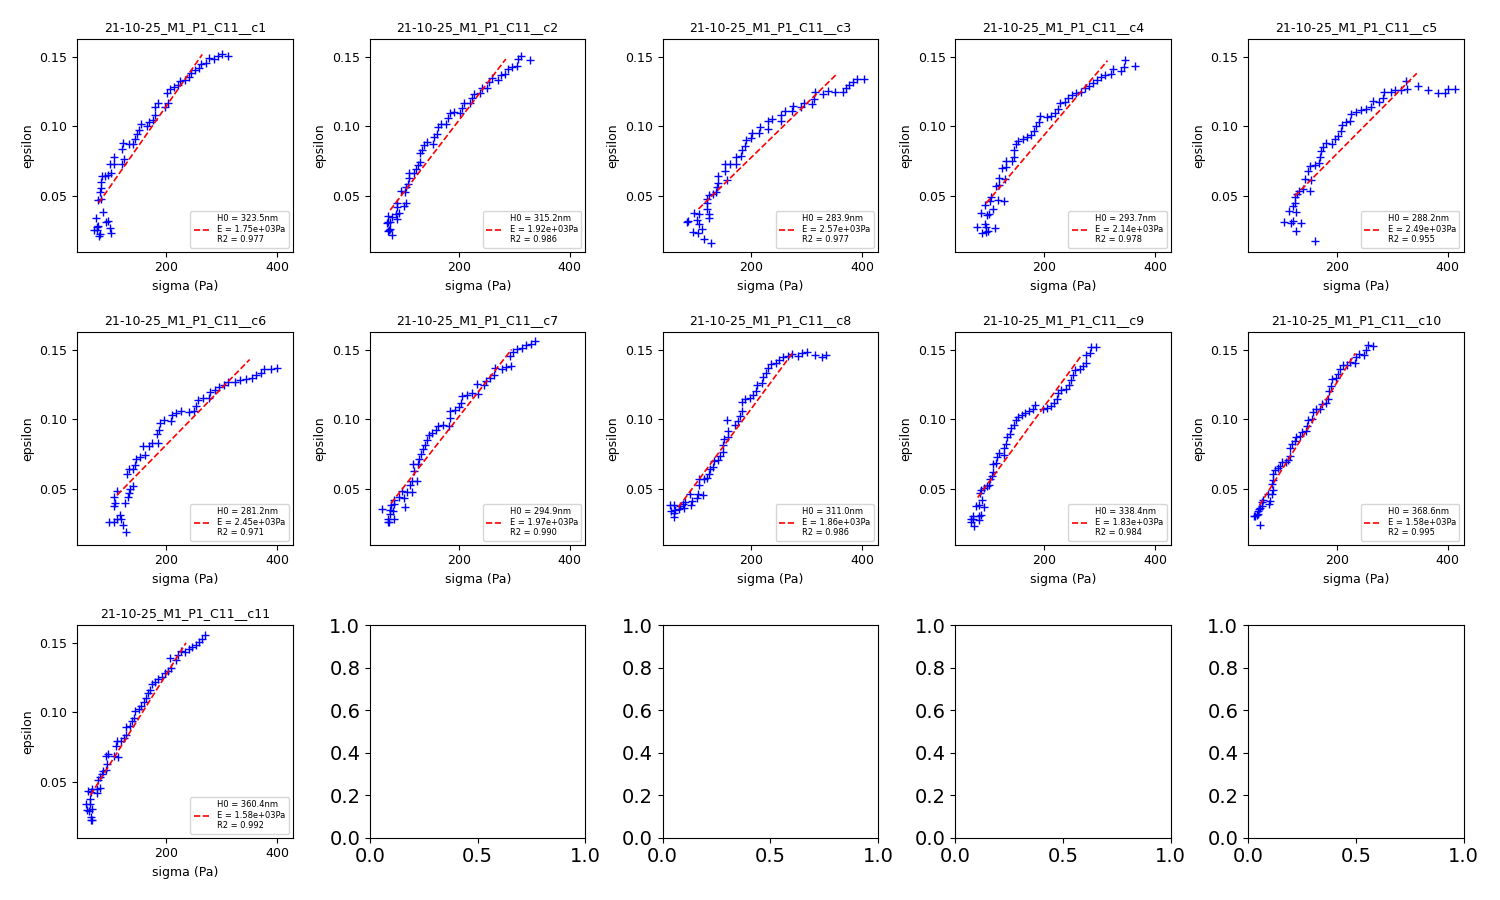 21-10-25_M1_P1_C11__c1
21-10-25_M1_P1_C11__c2
21-10-25_M1_P1_C11__c3
21-10-25_M1_P1_C11__c4
21-10-25_M1_P1_C11__c5
0.15
0.10
0.05
epsilon
H0 = 323.5nm
E = 1.75e+03Pa
R2 = 0.977
200
400
sigma (Pa)
0.15
0.10
0.05
epsilon
H0 = 315.2nm
E = 1.92e+03Pa
R2 = 0.986
200
400
sigma (Pa)
0.15
0.10
0.05
epsilon
H0 = 283.9nm
E = 2.57e+03Pa
R2 = 0.977
200
400
sigma (Pa)
0.15
0.10
0.05
epsilon
H0 = 293.7nm
E = 2.14e+03Pa
R2 = 0.978
200
400
sigma (Pa)
0.15
0.10
0.05
epsilon
H0 = 288.2nm
E = 2.49e+03Pa
R2 = 0.955
200
400
sigma (Pa)
21-10-25_M1_P1_C11__c6
21-10-25_M1_P1_C11__c7
21-10-25_M1_P1_C11__c8
21-10-25_M1_P1_C11__c9
21-10-25_M1_P1_C11__c10
0.15
0.10
0.05
epsilon
H0 = 281.2nm
E = 2.45e+03Pa
R2 = 0.971
200
400
sigma (Pa)
0.15
0.10
0.05
epsilon
H0 = 294.9nm
E = 1.97e+03Pa
R2 = 0.990
200
400
sigma (Pa)
0.15
0.10
0.05
epsilon
H0 = 311.0nm
E = 1.86e+03Pa
R2 = 0.986
200
400
sigma (Pa)
0.15
0.10
0.05
epsilon
H0 = 338.4nm
E = 1.83e+03Pa
R2 = 0.984
200
400
sigma (Pa)
0.15
0.10
0.05
epsilon
H0 = 368.6nm
E = 1.58e+03Pa
R2 = 0.995
200
400
sigma (Pa)
21-10-25_M1_P1_C11__c11
0.15
0.10
0.05
epsilon
H0 = 360.4nm
E = 1.58e+03Pa
R2 = 0.992
200
400
sigma (Pa)
1.0
0.8
0.6
0.4
0.2
0.0
0.0
0.5
1.0
1.0
0.8
0.6
0.4
0.2
0.0
0.0
0.5
1.0
1.0
0.8
0.6
0.4
0.2
0.0
0.0
0.5
1.0
1.0
0.8
0.6
0.4
0.2
0.0
0.0
0.5
1.0